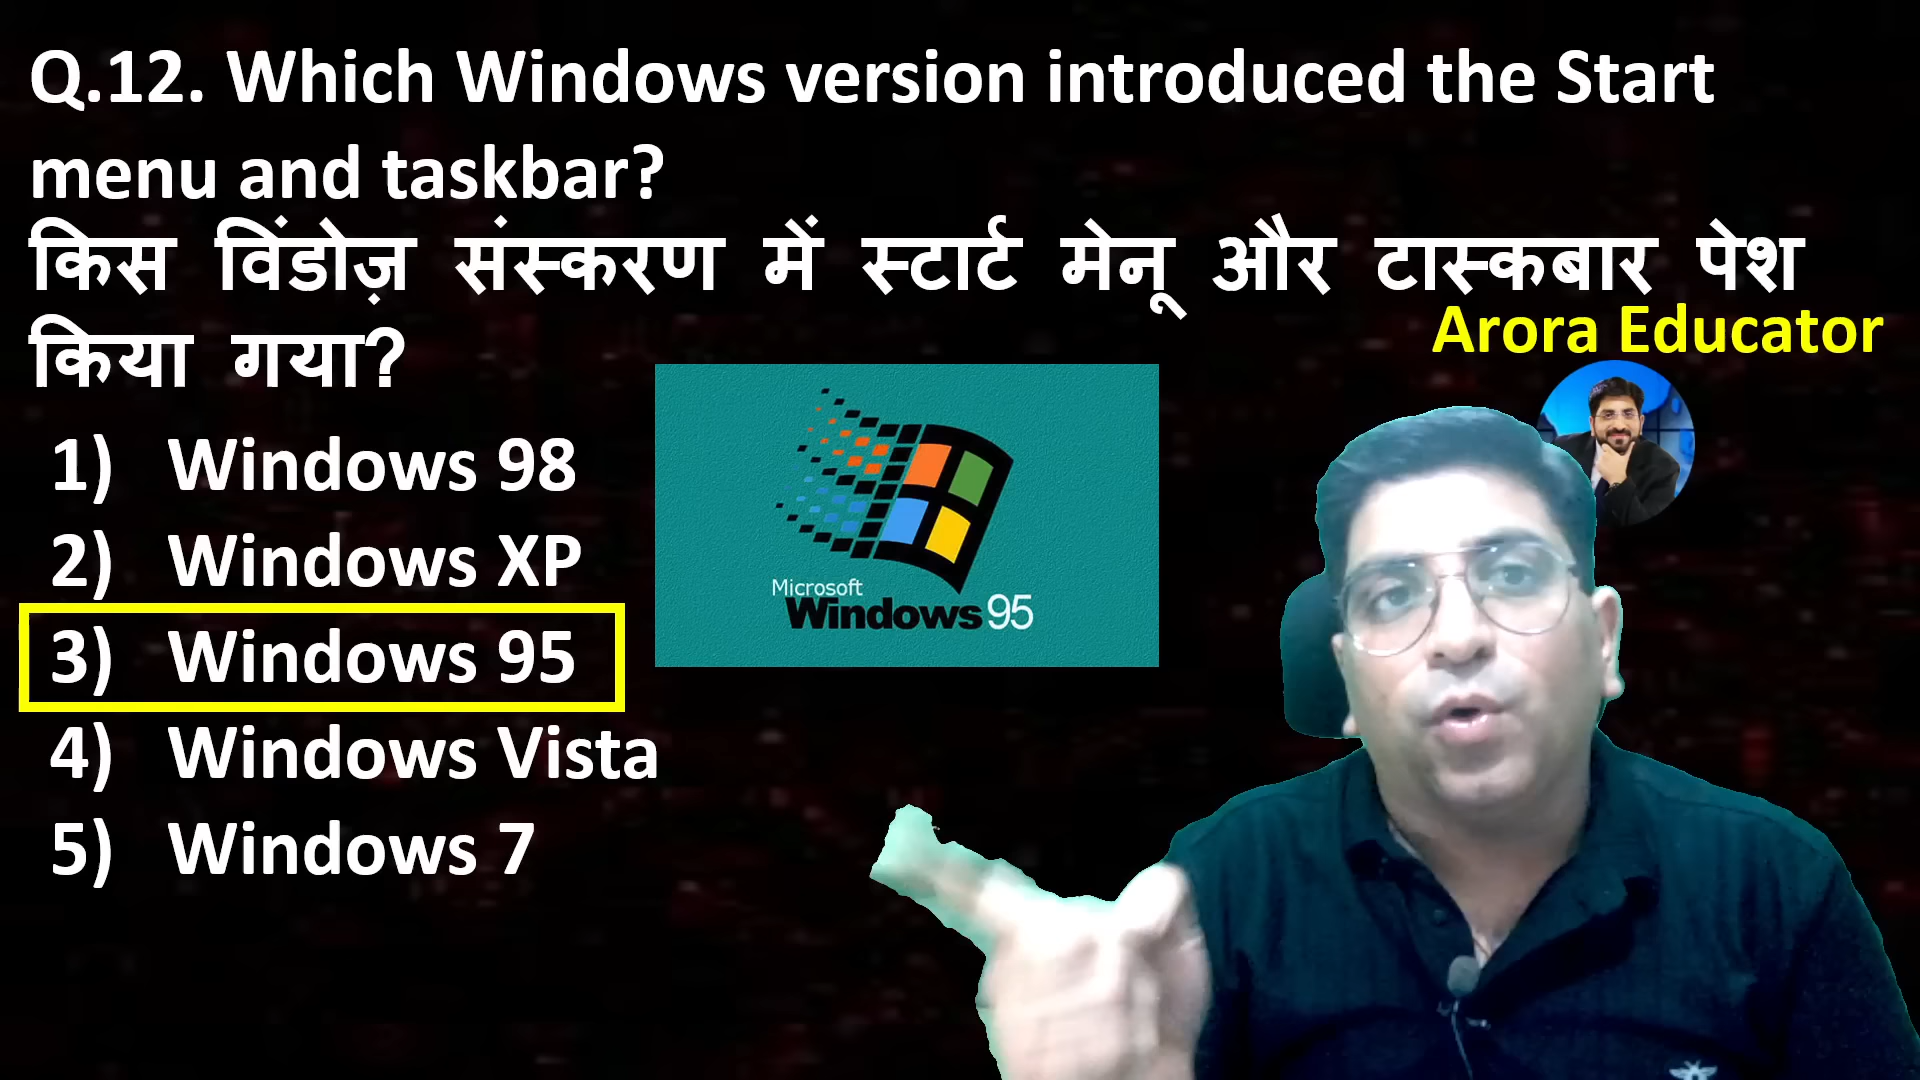 Q.12. Which Windows version introduced the Start
menu and taskbar?
किस विंडोज़ संस्करण में स्टार्ट मेनू और टास्कबार पेश
किया गया?
Arora Educator
1) Windows 98
2) Windows XP
3) Windows 95
4) Windows Vista
5) Windows 7
Microsoft
Windows 95